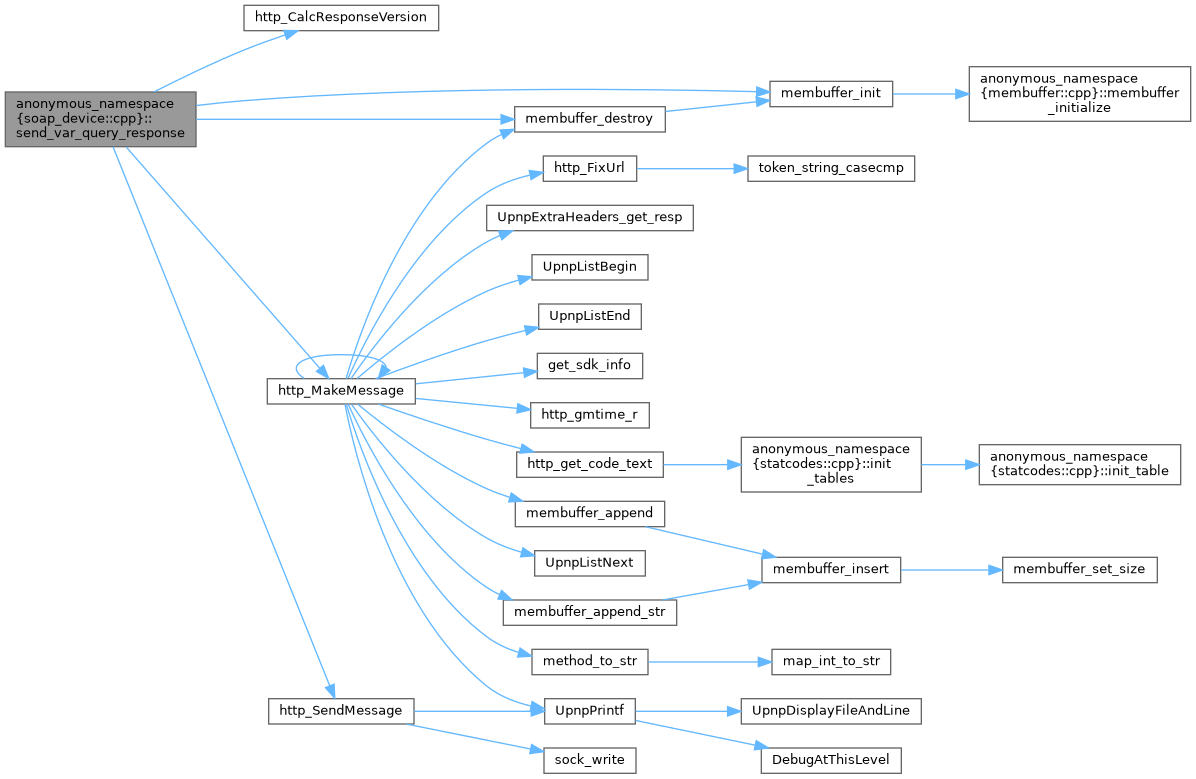 http_CalcResponseVersion
anonymous_namespace
{soap_device::cpp}::
send_var_query_response
membuffer_init
anonymous_namespace
{membuffer::cpp}::membuffer
_initialize
membuffer_destroy
http_FixUrl
token_string_casecmp
UpnpExtraHeaders_get_resp
UpnpListBegin
UpnpListEnd
get_sdk_info
http_MakeMessage
http_gmtime_r
http_get_code_text
anonymous_namespace
{statcodes::cpp}::init
_tables
anonymous_namespace
{statcodes::cpp}::init_table
membuffer_append
UpnpListNext
membuffer_insert
membuffer_set_size
membuffer_append_str
method_to_str
map_int_to_str
http_SendMessage
UpnpPrintf
UpnpDisplayFileAndLine
sock_write
DebugAtThisLevel